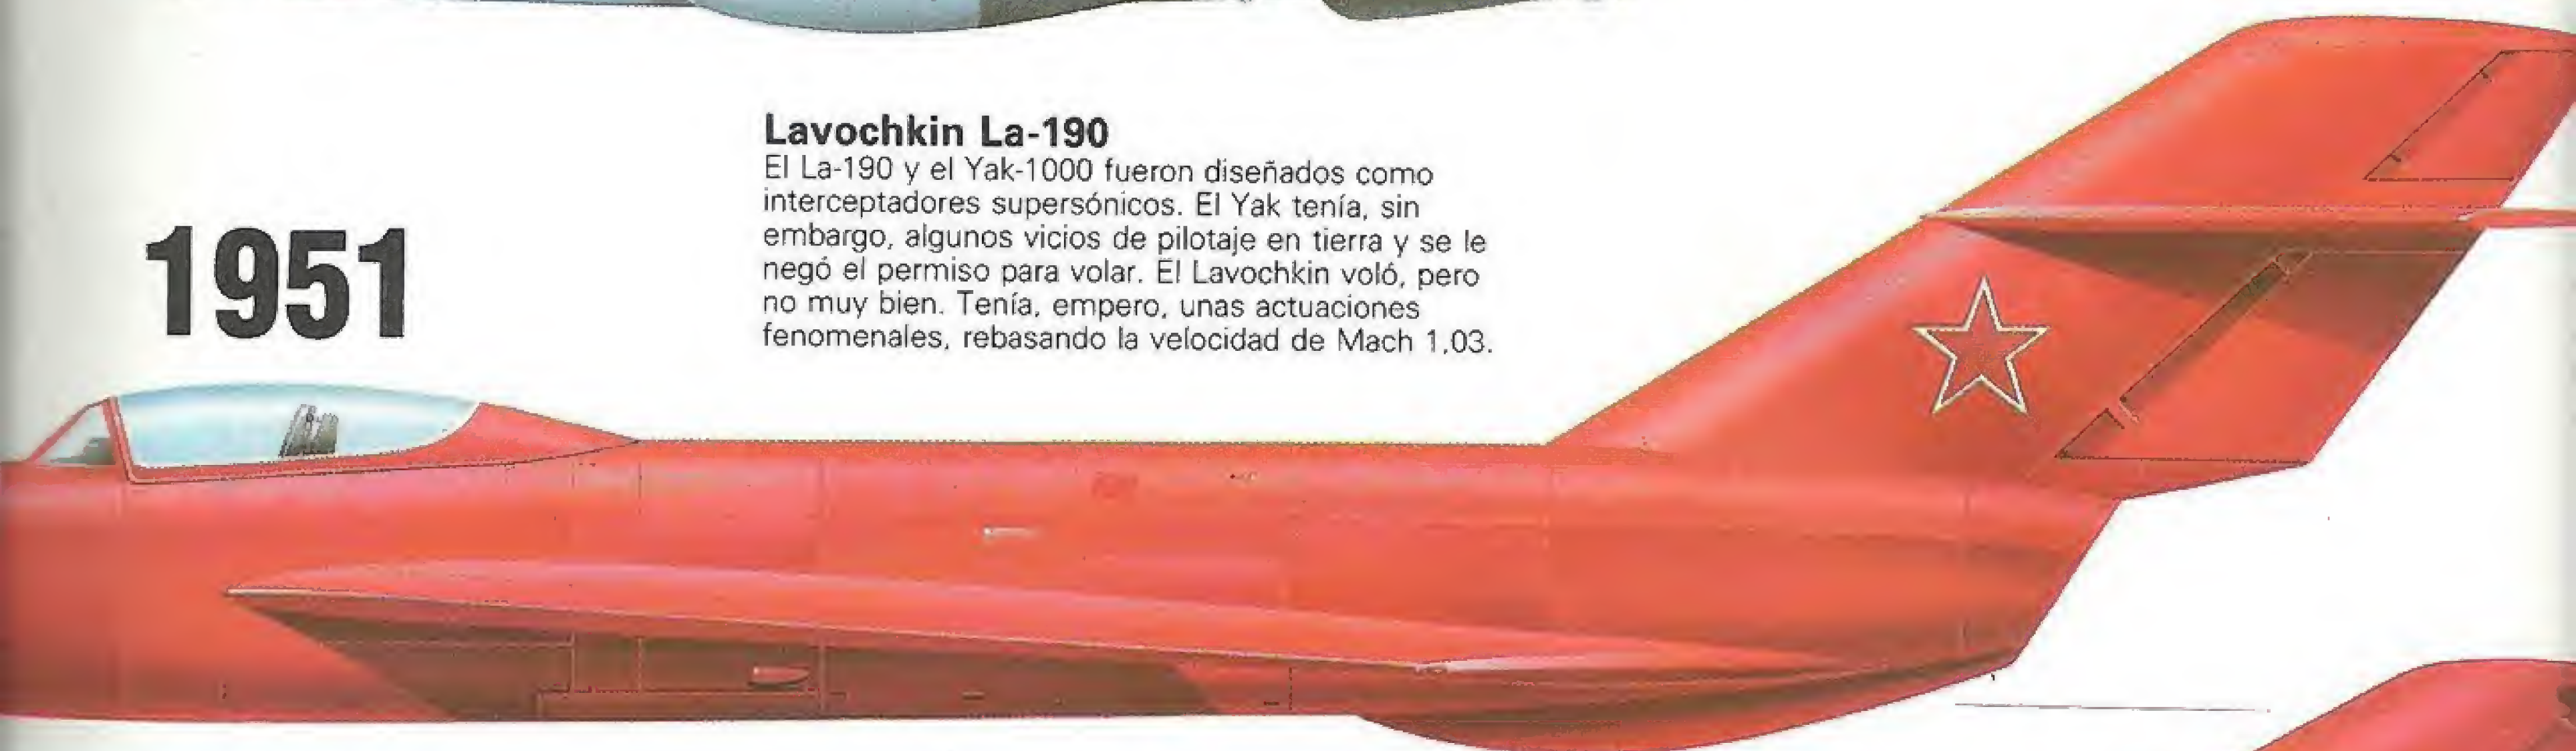 Lavochkin La-190
El La-190 y el Yak-1000 fueron diseñados como
interceptadores supersónicos. El Yak tenía, sin
embargo, algunos vicios de pilotaje en tierra y se le
negó el permiso para volar. El Lavochkin voló, pero
no muy bien. Tenía, empero, unas actuaciones
fenomenales, rebasando la velocidad de Mach 1,03.
1951